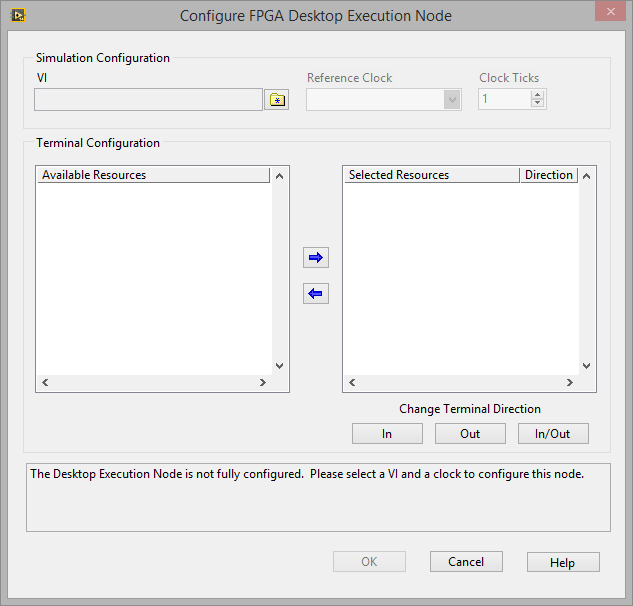 Configure FPGA Desktop Execution Node
Simulation Configuration
VI
Reference Clock
Clock Ticks
1
Terminal Configuration
Available Resources
Selected Resources
Direction
Change Terminal Direction
In
Out
In/Out
The Desktop Execution Node is not fully configured.  Please select a VI and a clock to configure this node.
OK
Cancel
Help